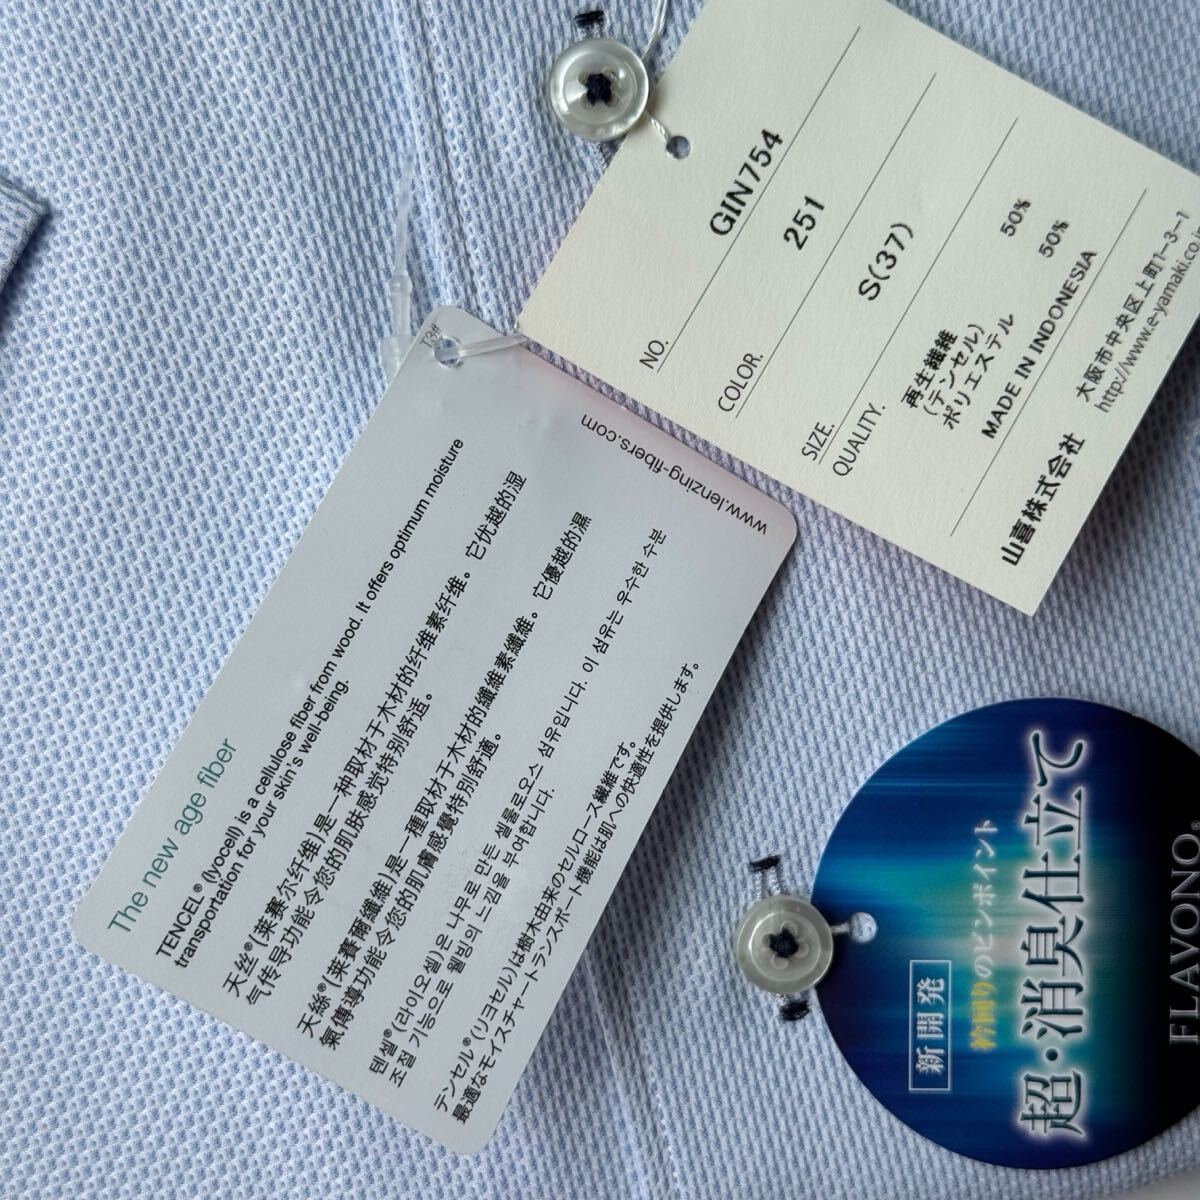 NO. GIN754
COLOR. 251
SIZE. S(37)
QUALITY.
再生繊維
(テンセル) 50%
ポリエステル 50%
MADE IN INDONESIA
山喜株式会社
大阪市中央区上町1-3-1
http://www.e-yamaki.co.jp
T3#
www.lenzing-fibers.com
The new age fiber
TENCEL® (lyocell) is a cellulose fiber from wood. It offers optimum moisture
transportation for your skin's well-being.
天丝®(莱赛尔纤维)是一种取材于木材的纤维素纤维。它优越的湿
气传导功能令您的肌肤感觉特别舒适。
天絲®(萊賽爾纖維)是一種取材于木材的纖維素纖維。它優越的濕
氣傳導功能令您的肌膚感覺特別舒適。
텐셀®(라이오셀)은 나무로 만든 셀룰로오스 섬유입니다. 이 섬유는 우수한 수분
조절 기능으로 웰빙의 느낌을 부여합니다.
テンセル®(リヨセル)は樹木由来のセルロース繊維です。
最適なモイスチャートランスポート機能は肌への快適性を提供します。
新開発
衿回りのピンポイント
超・消臭仕立て
FLAVONO®